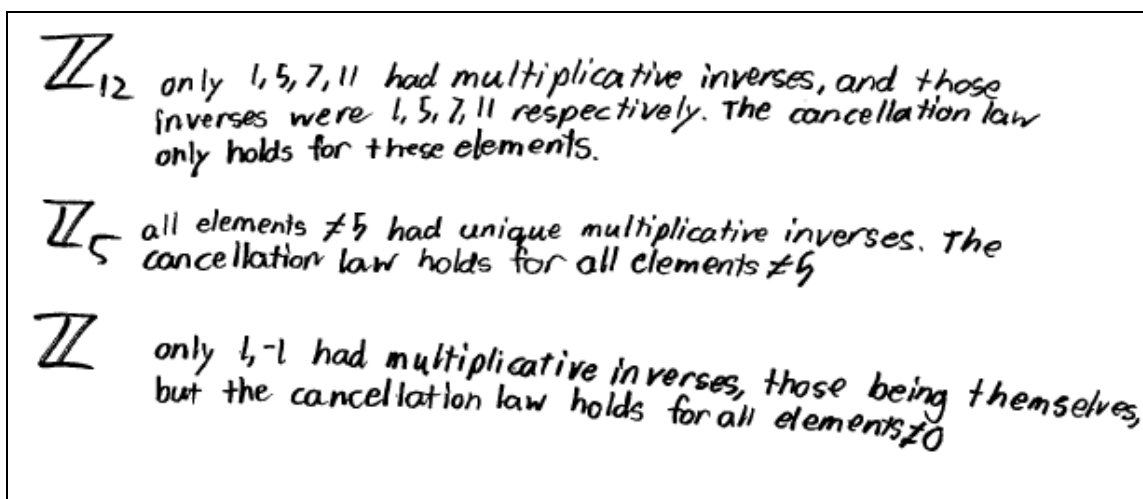 ℤ₁₂ only 1, 5, 7, 11 had multiplicative inverses, and those
inverses were 1, 5, 7, 11 respectively. The cancellation law
only holds for these elements.
ℤ₅ all elements ≠5 had unique multiplicative inverses. The
cancellation law holds for all elements ≠5
ℤ only 1, -1 had multiplicative inverses, those being themselves,
but the cancellation law holds for all elements ≠0